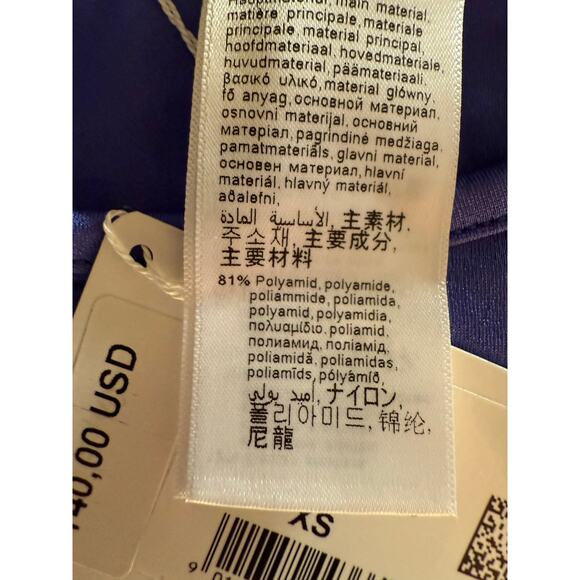 Hauptmaterial, main material,
matière principale, materiale
principale, material principal,
hoofdmateriaal, hovedmateriale,
huvudmaterial, päämateriaali,
βασικό υλικό, material główny,
fő anyag, основной материал,
osnovni materijal, основний
матеріал, pagrindinė medžiaga,
pamatmateriāls, glavni material,
основен материал, hlavní
materiál, hlavný materiál,
aðalefni,
المادة الأساسية, 主素材,
주소재, 主要成分,
主要材料
81% Polyamid, polyamide,
poliammide, poliamida,
polyamid, polyamidia,
πολυαμίδιο, poliamid,
полиамид, поліамід,
poliamidă, poliamidas,
poliamīds, pólýamíð,
بولي أميد, ナイロン,
폴리아미드, 锦纶,
尼龍
40,00 USD
XS